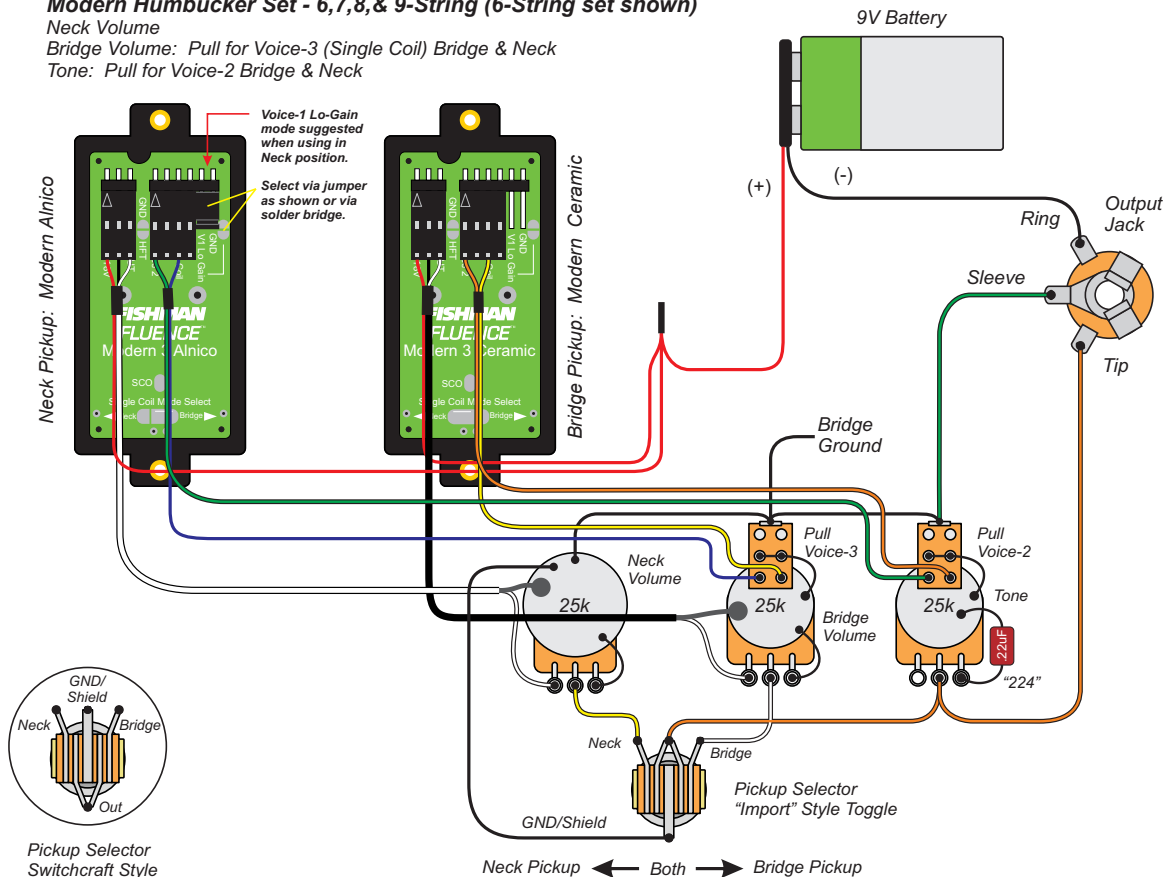 Modern Humbucker Set - 6,7,8,& 9-String (6-String set shown)
Neck Volume
Bridge Volume: Pull for Voice-3 (Single Coil) Bridge & Neck
Tone: Pull for Voice-2 Bridge & Neck
9V Battery
(+)
(-)
Voice-1 Lo-Gain
mode suggested
when using in
Neck position.
Select via jumper
as shown or via
solder bridge.
Neck Pickup: Modern Alnico
GND
HFT
GND
V1 Lo Gain
FISHMAN
FLUENCE
Modern 3 Alnico
SCO
Single Coil Mode Select
Neck
Bridge
Bridge Pickup: Modern Ceramic
GND
HFT
GND
V1 Lo Gain
FISHMAN
FLUENCE
Modern 3 Ceramic
SCO
Single Coil Mode Select
Neck
Bridge
Ring
Output
Jack
Sleeve
Tip
Bridge
Ground
Neck
Volume
25k
Pull
Voice-3
25k
Bridge
Volume
Pull
Voice-2
25k
Tone
.22uF
"224"
GND/
Shield
Neck
Bridge
Out
Pickup Selector
Switchcraft Style
Neck
Bridge
Pickup Selector
"Import" Style Toggle
GND/Shield
Neck Pickup
Both
Bridge Pickup